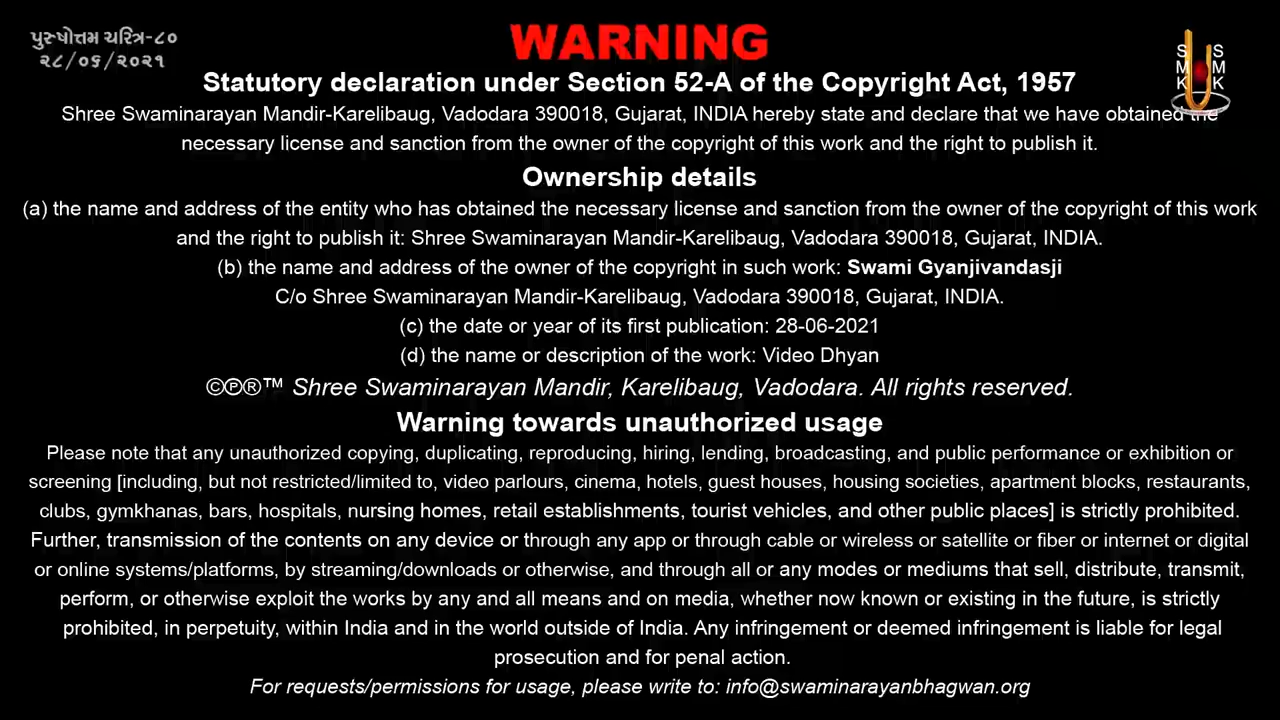 પુરુષોત્તમ ચરિત્ર-૮૦
૨૮/૦૬/૨૦૨૧
WARNING
SMK
SMK
Statutory declaration under Section 52-A of the Copyright Act, 1957
Shree Swaminarayan Mandir-Karelibaug, Vadodara 390018, Gujarat, INDIA hereby state and declare that we have obtained the
necessary license and sanction from the owner of the copyright of this work and the right to publish it.
Ownership details
(a) the name and address of the entity who has obtained the necessary license and sanction from the owner of the copyright of this work
and the right to publish it: Shree Swaminarayan Mandir-Karelibaug, Vadodara 390018, Gujarat, INDIA.
(b) the name and address of the owner of the copyright in such work: Swami Gyanjivandasji
C/o Shree Swaminarayan Mandir-Karelibaug, Vadodara 390018, Gujarat, INDIA.
(c) the date or year of its first publication: 28-06-2021
(d) the name or description of the work: Video Dhyan
©℗®™ Shree Swaminarayan Mandir, Karelibaug, Vadodara. All rights reserved.
Warning towards unauthorized usage
Please note that any unauthorized copying, duplicating, reproducing, hiring, lending, broadcasting, and public performance or exhibition or
screening [including, but not restricted/limited to, video parlours, cinema, hotels, guest houses, housing societies, apartment blocks, restaurants,
clubs, gymkhanas, bars, hospitals, nursing homes, retail establishments, tourist vehicles, and other public places] is strictly prohibited.
Further, transmission of the contents on any device or through any app or through cable or wireless or satellite or fiber or internet or digital
or online systems/platforms, by streaming/downloads or otherwise, and through all or any modes or mediums that sell, distribute, transmit,
perform, or otherwise exploit the works by any and all means and on media, whether now known or existing in the future, is strictly
prohibited, in perpetuity, within India and in the world outside of India. Any infringement or deemed infringement is liable for legal
prosecution and for penal action.
For requests/permissions for usage, please write to: info@swaminarayanbhagwan.org